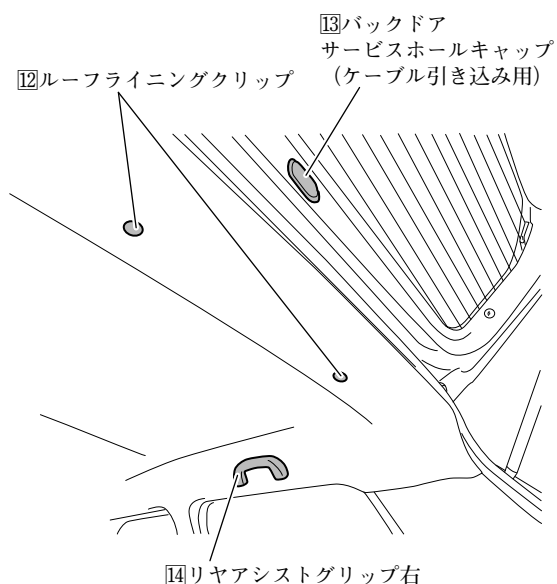 13バックドア
サービスホールキャップ
(ケーブル引き込み用)
12ルーフライニングクリップ
14リヤアシストグリップ右